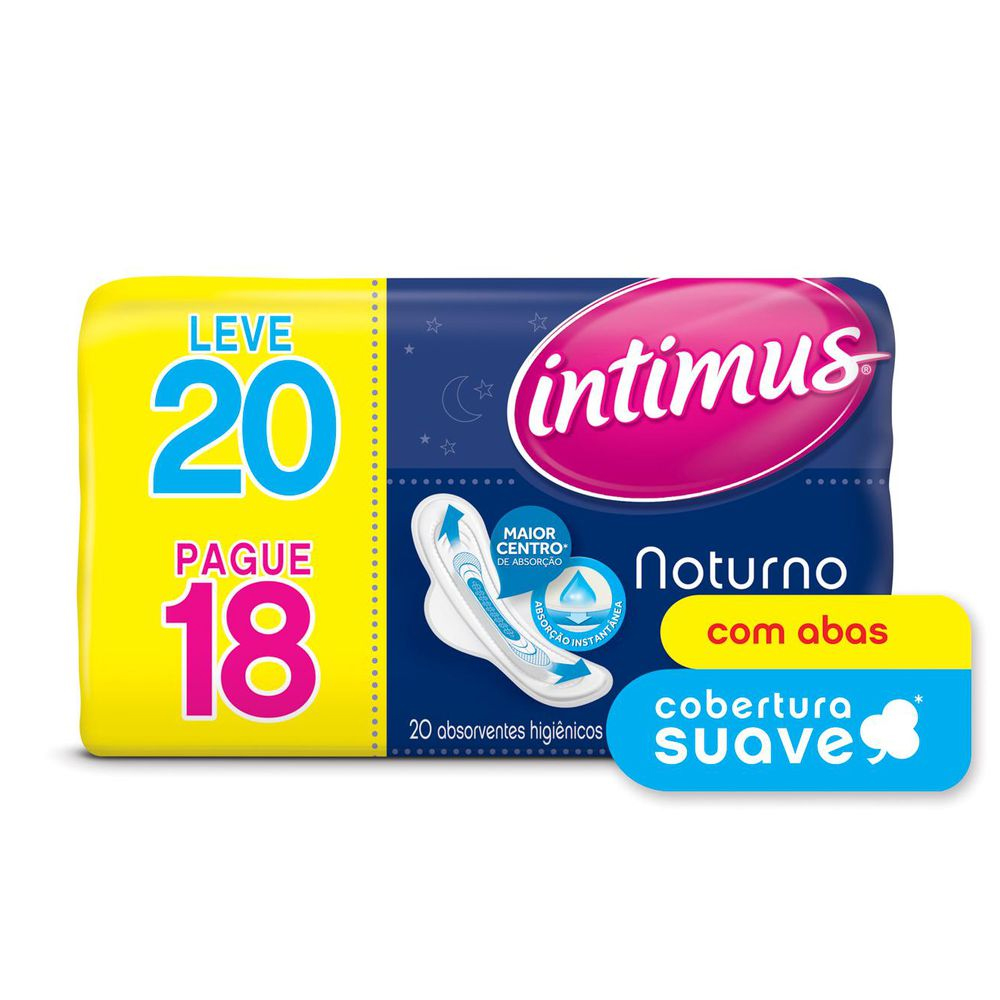 LEVE
20
PAGUE
18
intimus®
MAIOR
CENTRO*
DE ABSORÇÃO
ABSORÇÃO INSTANTÂNEA
Noturno
com abas
cobertura
suave*
20 absorventes higiênicos